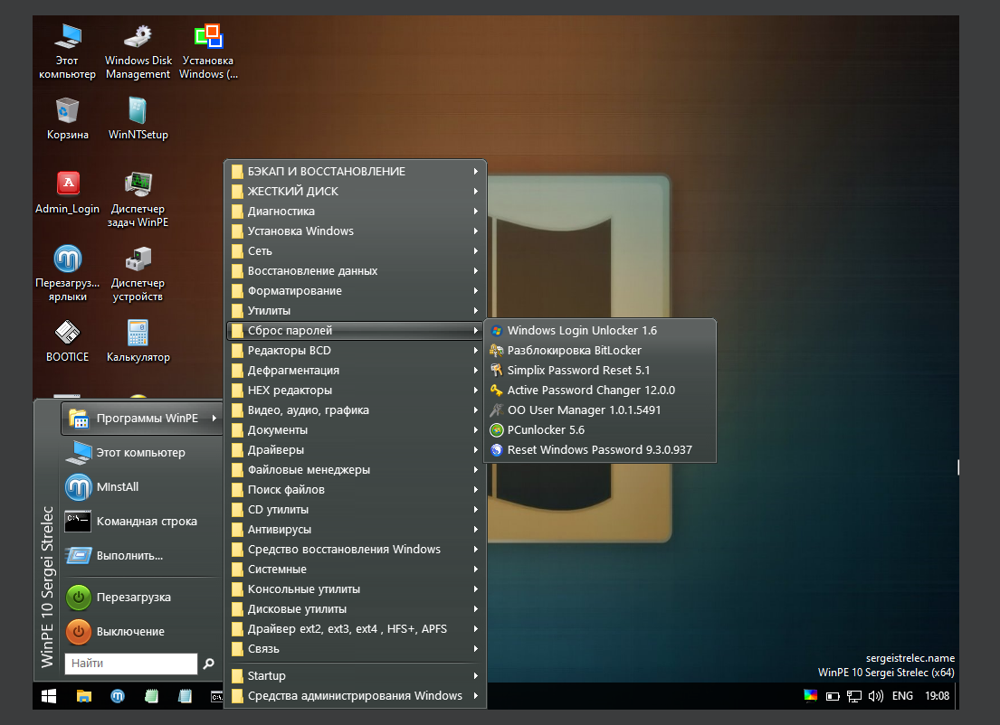 Этот
компьютер
Windows Disk
Management
Установка
Windows (...
Корзина
WinNTSetup
A
Admin_Login
Диспетчер
задач WinPE
Перезагруз...
ярлыки
Диспетчер
устройств
BOOTICE
Калькулятор
WinPE 10 Sergei Strelec
Программы WinPE
Этот компьютер
MInstAll
C:\_
Командная строка
Выполнить...
Перезагрузка
Выключение
Найти
БЭКАП И ВОССТАНОВЛЕНИЕ
ЖЕСТКИЙ ДИСК
Диагностика
Установка Windows
Сеть
Восстановление данных
Форматирование
Утилиты
Сброс паролей
Редакторы BCD
Дефрагментация
HEX редакторы
Видео, аудио, графика
Документы
Драйверы
Файловые менеджеры
Поиск файлов
CD утилиты
Антивирусы
Средство восстановления Windows
Системные
Консольные утилиты
Дисковые утилиты
Драйвер ext2, ext3, ext4 , HFS+, APFS
Связь
Startup
Средства администрирования Windows
Windows Login Unlocker 1.6
Разблокировка BitLocker
Simplix Password Reset 5.1
Active Password Changer 12.0.0
OO User Manager 1.0.1.5491
PCunlocker 5.6
Reset Windows Password 9.3.0.937
sergeistrelec.name
WinPE 10 Sergei Strelec (x64)
C:\
ENG
19:08